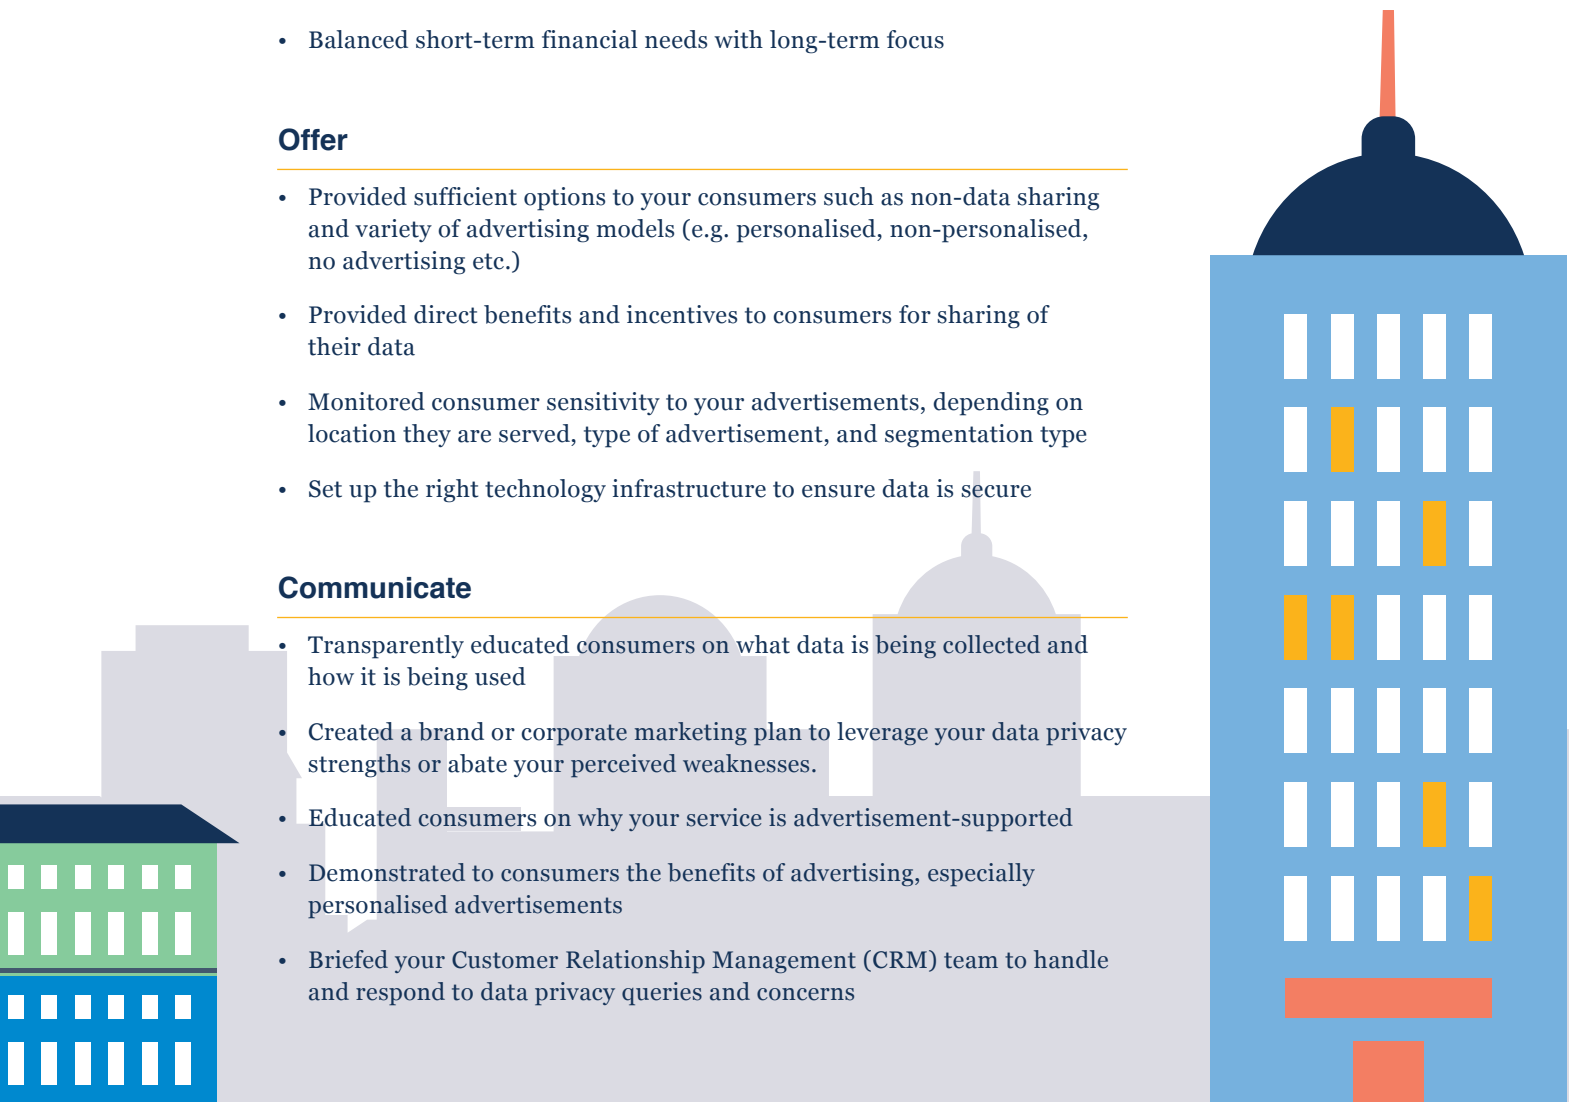 • Balanced short-term financial needs with long-term focus
Offer
• Provided sufficient options to your consumers such as non-data sharing
and variety of advertising models (e.g. personalised, non-personalised,
no advertising etc.)
• Provided direct benefits and incentives to consumers for sharing of
their data
• Monitored consumer sensitivity to your advertisements, depending on
location they are served, type of advertisement, and segmentation type
• Set up the right technology infrastructure to ensure data is secure
Communicate
• Transparently educated consumers on what data is being collected and
how it is being used
• Created a brand or corporate marketing plan to leverage your data privacy
strengths or abate your perceived weaknesses.
• Educated consumers on why your service is advertisement-supported
• Demonstrated to consumers the benefits of advertising, especially
personalised advertisements
• Briefed your Customer Relationship Management (CRM) team to handle
and respond to data privacy queries and concerns